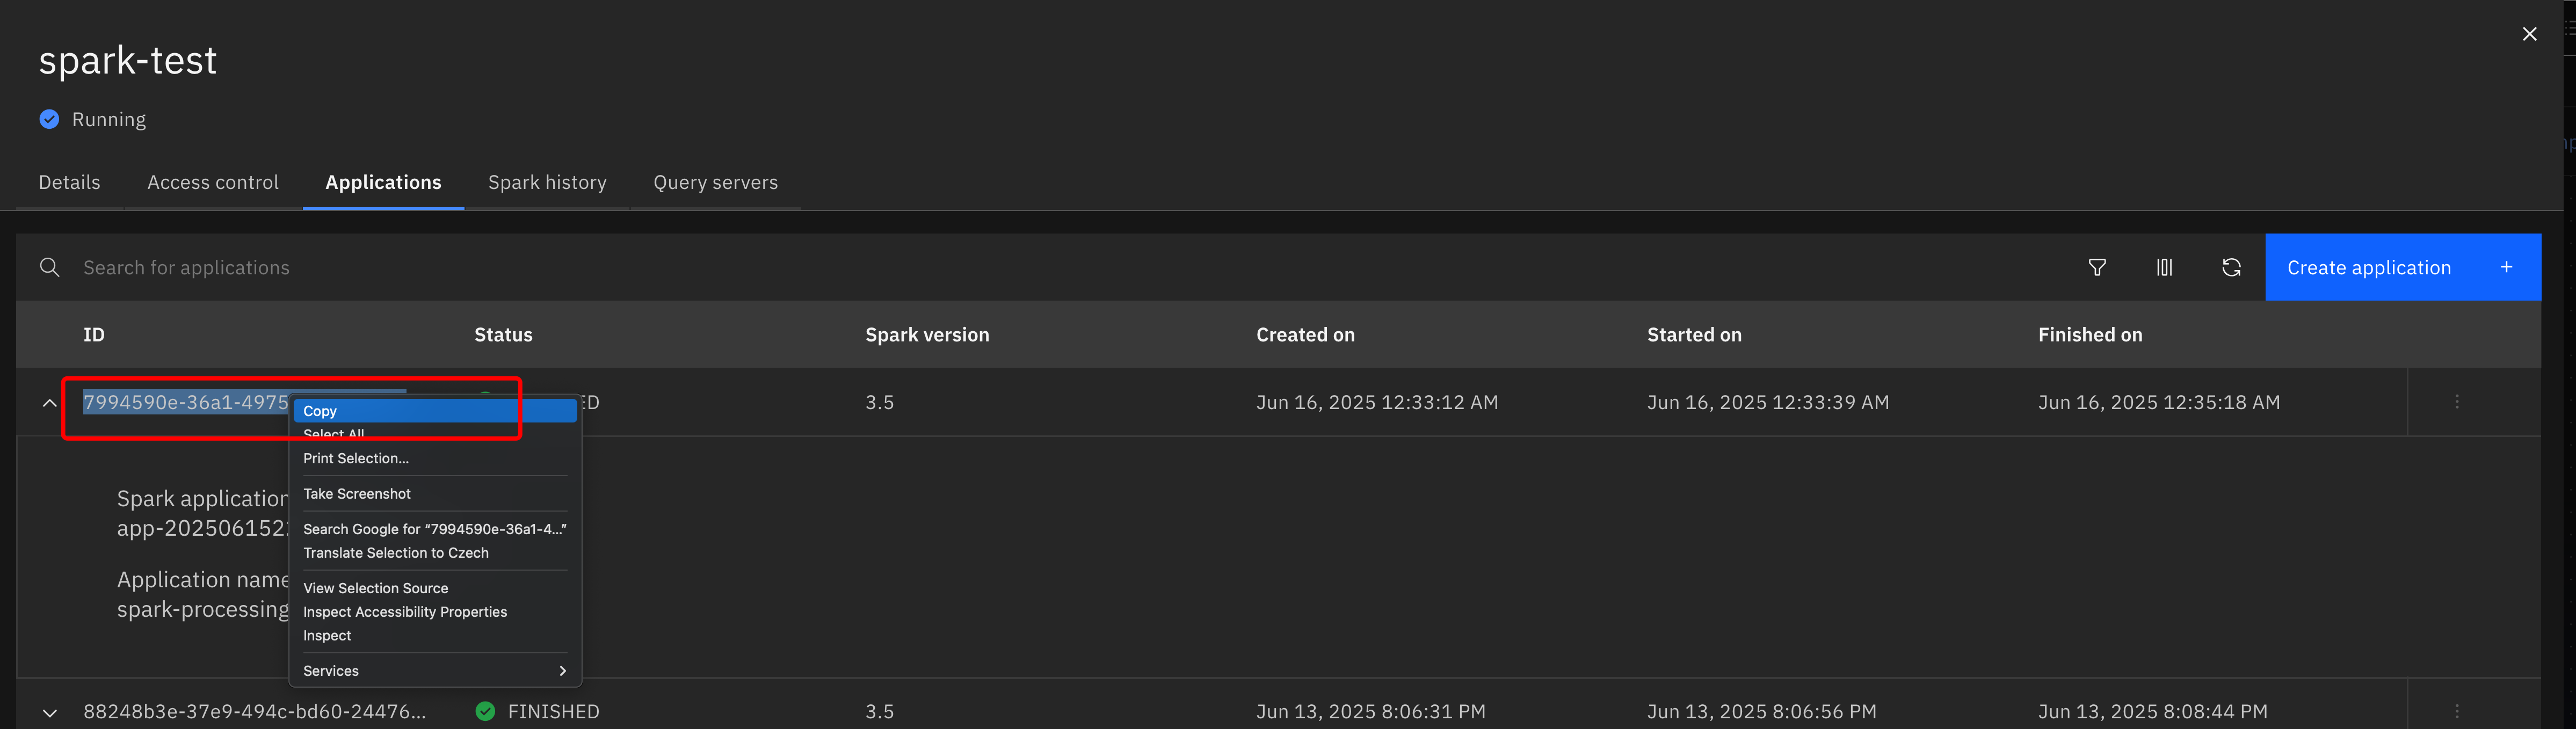 spark-test
Running
Details Access control Applications Spark history Query servers
Search for applications
Create application +
ID Status Spark version Created on Started on Finished on
7994590e-36a1-4975 ED 3.5 Jun 16, 2025 12:33:12 AM Jun 16, 2025 12:33:39 AM Jun 16, 2025 12:35:18 AM
Copy
Select All
Print Selection...
Take Screenshot
Search Google for “7994590e-36a1-4...”
Translate Selection to Czech
View Selection Source
Inspect Accessibility Properties
Inspect
Services
Spark application
app-202506152
Application name
spark-processing
88248b3e-37e9-494c-bd60-24476... FINISHED 3.5 Jun 13, 2025 8:06:31 PM Jun 13, 2025 8:06:56 PM Jun 13, 2025 8:08:44 PM